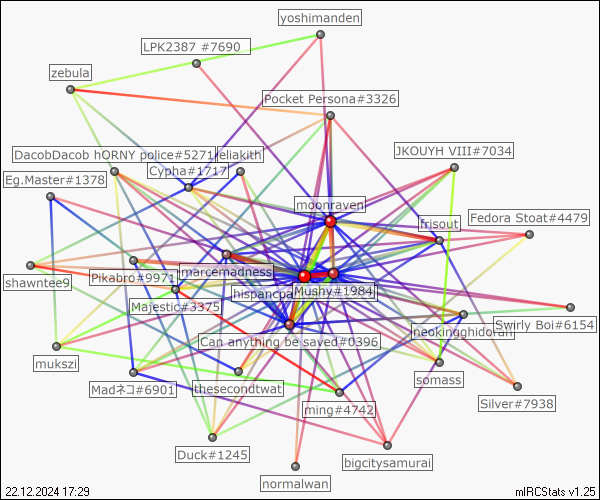 yoshimanden
LPK2387 #7690
zebula
Pocket Persona#3326
DacobDacob hORNY police#5271
eliakith
JKOUYH VIII#7034
Cypha#1717
Eg.Master#1378
moonraven
frisout
Fedora Stoat#4479
shawntee9
Pikabro#9971
marcemadness
Mushy#1984
Majestic#3375
neokingghidorah
Swirly Boi#6154
Can anything be saved#0396
mukszi
Madネコ#6901
thesecondtwat
somass
Silver#7938
ming#4742
Duck#1245
bigcitysamurai
normalwan
22.12.2024 17:29
mIRCStats v1.25